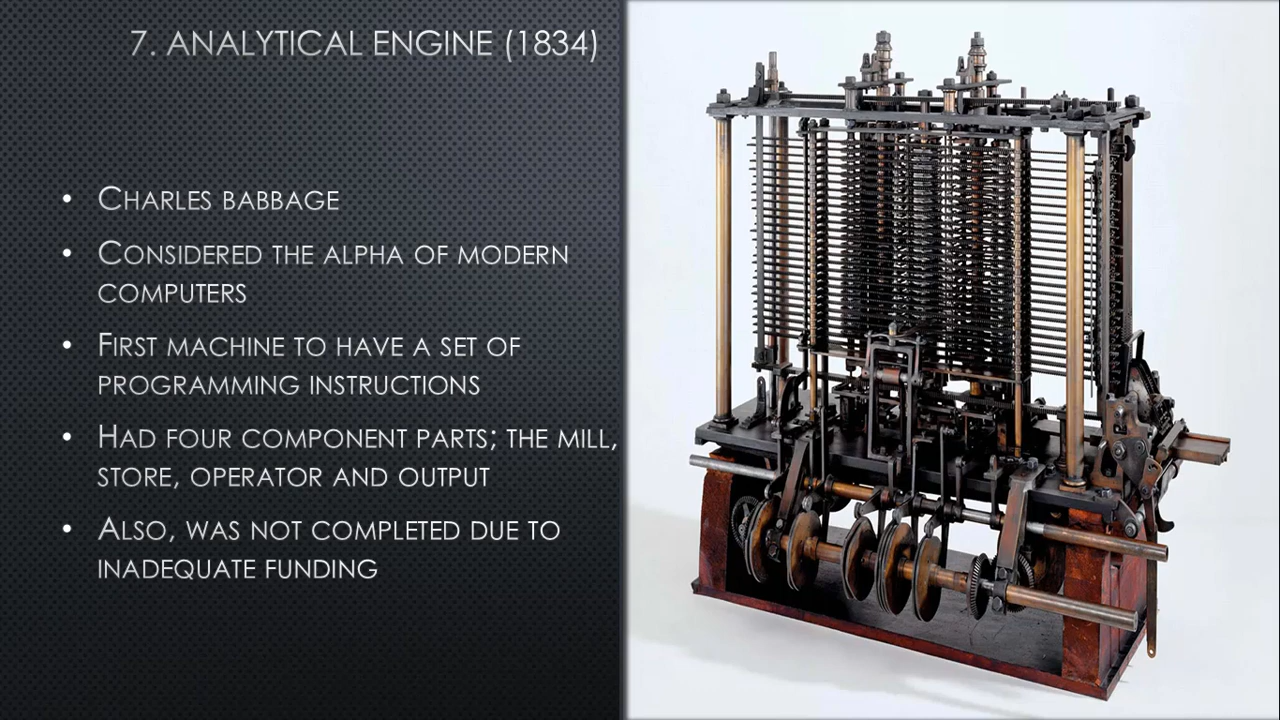 7. ANALYTICAL ENGINE (1834)
• CHARLES BABBAGE
• CONSIDERED THE ALPHA OF MODERN
COMPUTERS
• FIRST MACHINE TO HAVE A SET OF
PROGRAMMING INSTRUCTIONS
• HAD FOUR COMPONENT PARTS; THE MILL,
STORE, OPERATOR AND OUTPUT
• ALSO, WAS NOT COMPLETED DUE TO
INADEQUATE FUNDING